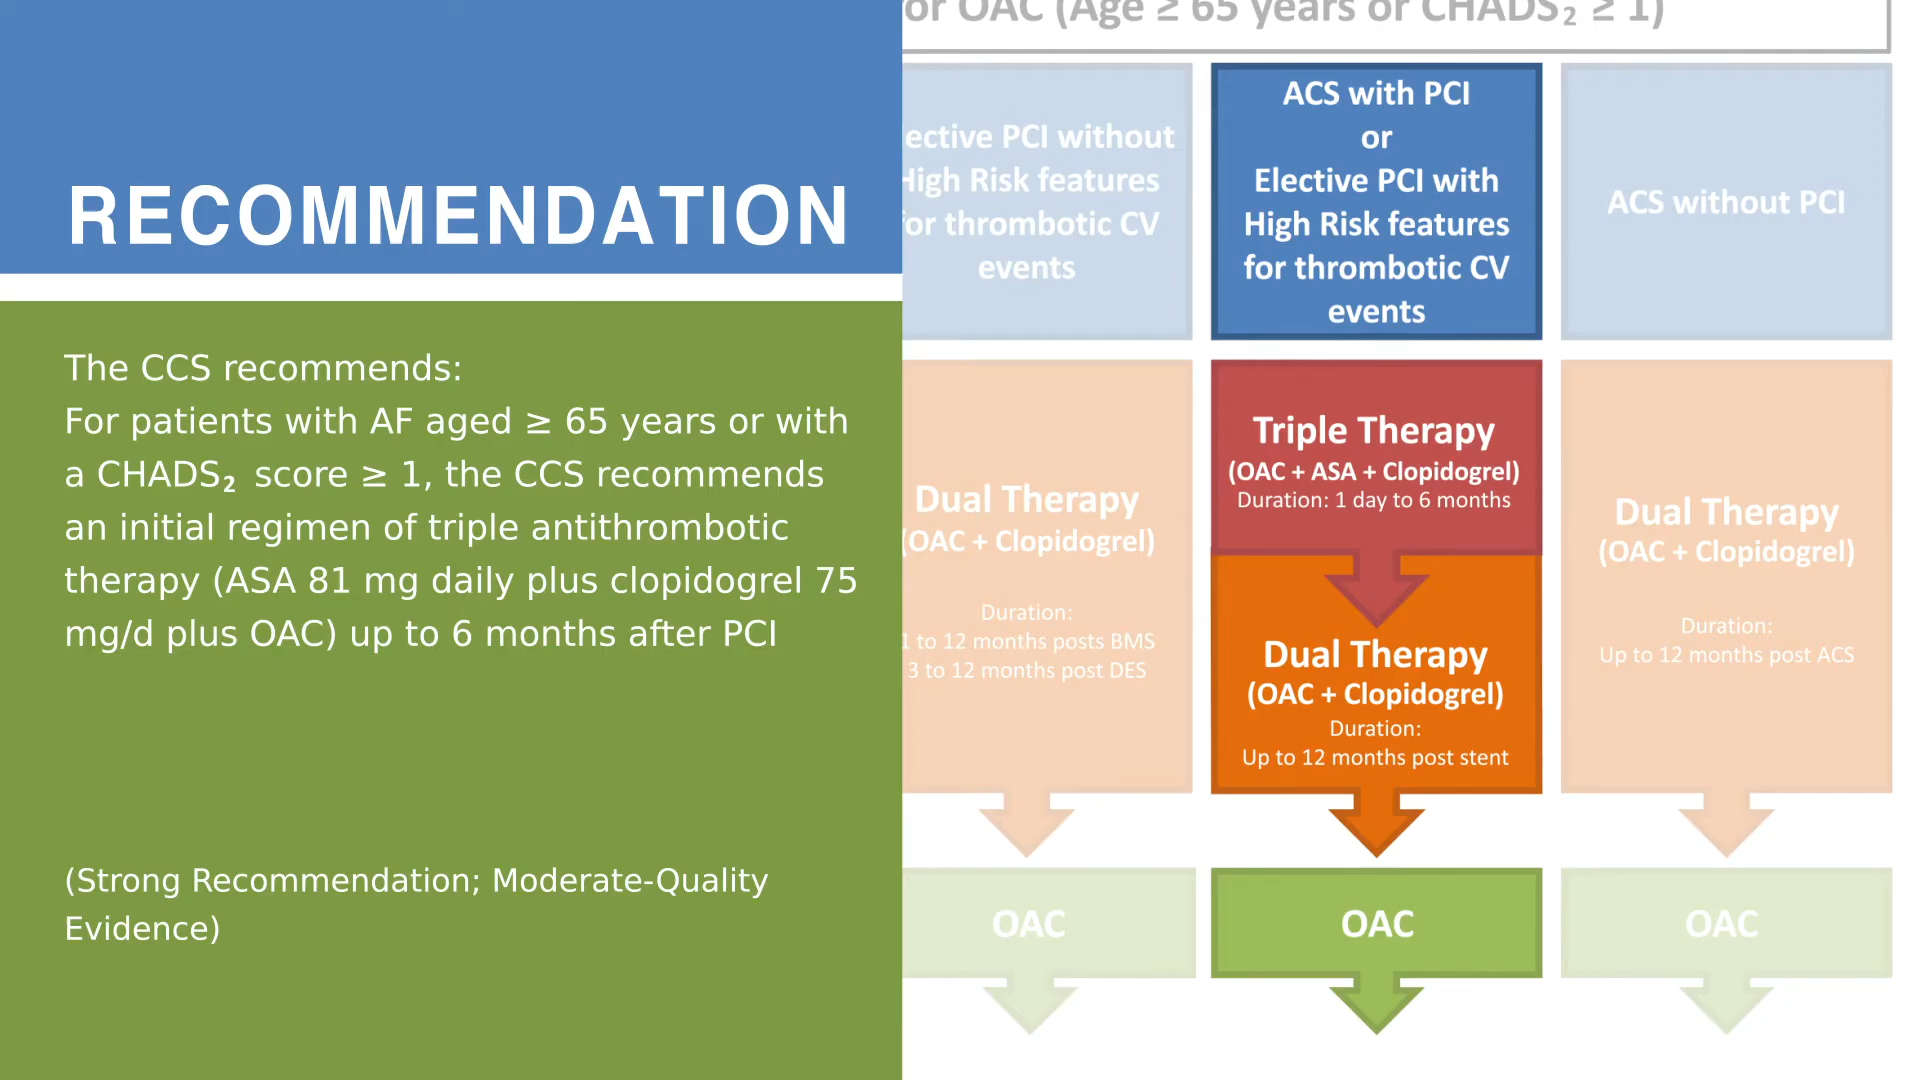 RECOMMENDATION
The CCS recommends:
For patients with AF aged ≥ 65 years or with
a CHADS₂ score ≥ 1, the CCS recommends
an initial regimen of triple antithrombotic
therapy (ASA 81 mg daily plus clopidogrel 75
mg/d plus OAC) up to 6 months after PCI
(Strong Recommendation; Moderate-Quality
Evidence)
or OAC (Age ≥ 65 years or CHADS₂ ≥ 1)
ective PCI without
High Risk features
for thrombotic CV
events
Dual Therapy
(OAC + Clopidogrel)
Duration:
1 to 12 months posts BMS
3 to 12 months post DES
OAC
ACS with PCI
or
Elective PCI with
High Risk features
for thrombotic CV
events
Triple Therapy
(OAC + ASA + Clopidogrel)
Duration: 1 day to 6 months
Dual Therapy
(OAC + Clopidogrel)
Duration:
Up to 12 months post stent
OAC
ACS without PCI
Dual Therapy
(OAC + Clopidogrel)
Duration:
Up to 12 months post ACS
OAC